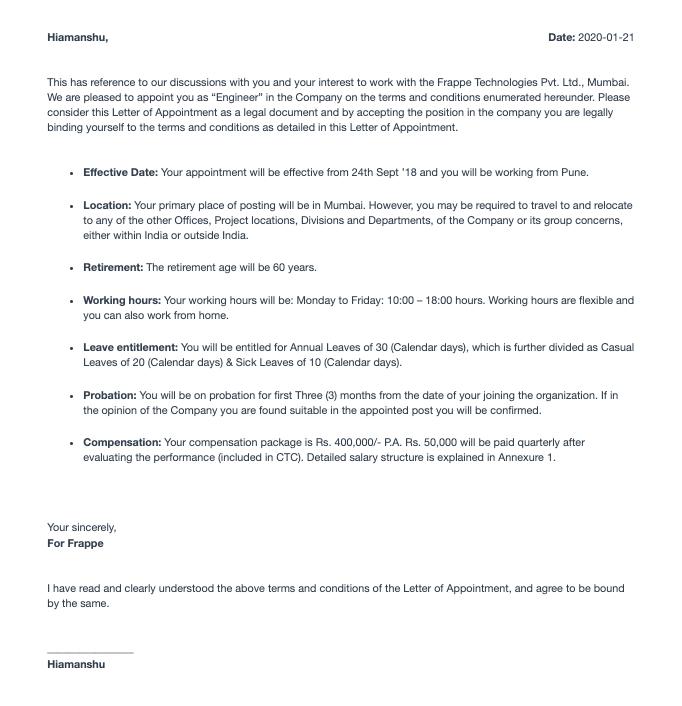 Hiamanshu, Date: 2020-01-21
This has reference to our discussions with you and your interest to work with the Frappe Technologies Pvt. Ltd., Mumbai.
We are pleased to appoint you as “Engineer” in the Company on the terms and conditions enumerated hereunder. Please
consider this Letter of Appointment as a legal document and by accepting the position in the company you are legally
binding yourself to the terms and conditions as detailed in this Letter of Appointment.
• Effective Date: Your appointment will be effective from 24th Sept '18 and you will be working from Pune.
• Location: Your primary place of posting will be in Mumbai. However, you may be required to travel to and relocate
to any of the other Offices, Project locations, Divisions and Departments, of the Company or its group concerns,
either within India or outside India.
• Retirement: The retirement age will be 60 years.
• Working hours: Your working hours will be: Monday to Friday: 10:00 – 18:00 hours. Working hours are flexible and
you can also work from home.
• Leave entitlement: You will be entitled for Annual Leaves of 30 (Calendar days), which is further divided as Casual
Leaves of 20 (Calendar days) & Sick Leaves of 10 (Calendar days).
• Probation: You will be on probation for first Three (3) months from the date of your joining the organization. If in
the opinion of the Company you are found suitable in the appointed post you will be confirmed.
• Compensation: Your compensation package is Rs. 400,000/- P.A. Rs. 50,000 will be paid quarterly after
evaluating the performance (included in CTC). Detailed salary structure is explained in Annexure 1.
Your sincerely,
For Frappe
I have read and clearly understood the above terms and conditions of the Letter of Appointment, and agree to be bound
by the same.
Hiamanshu